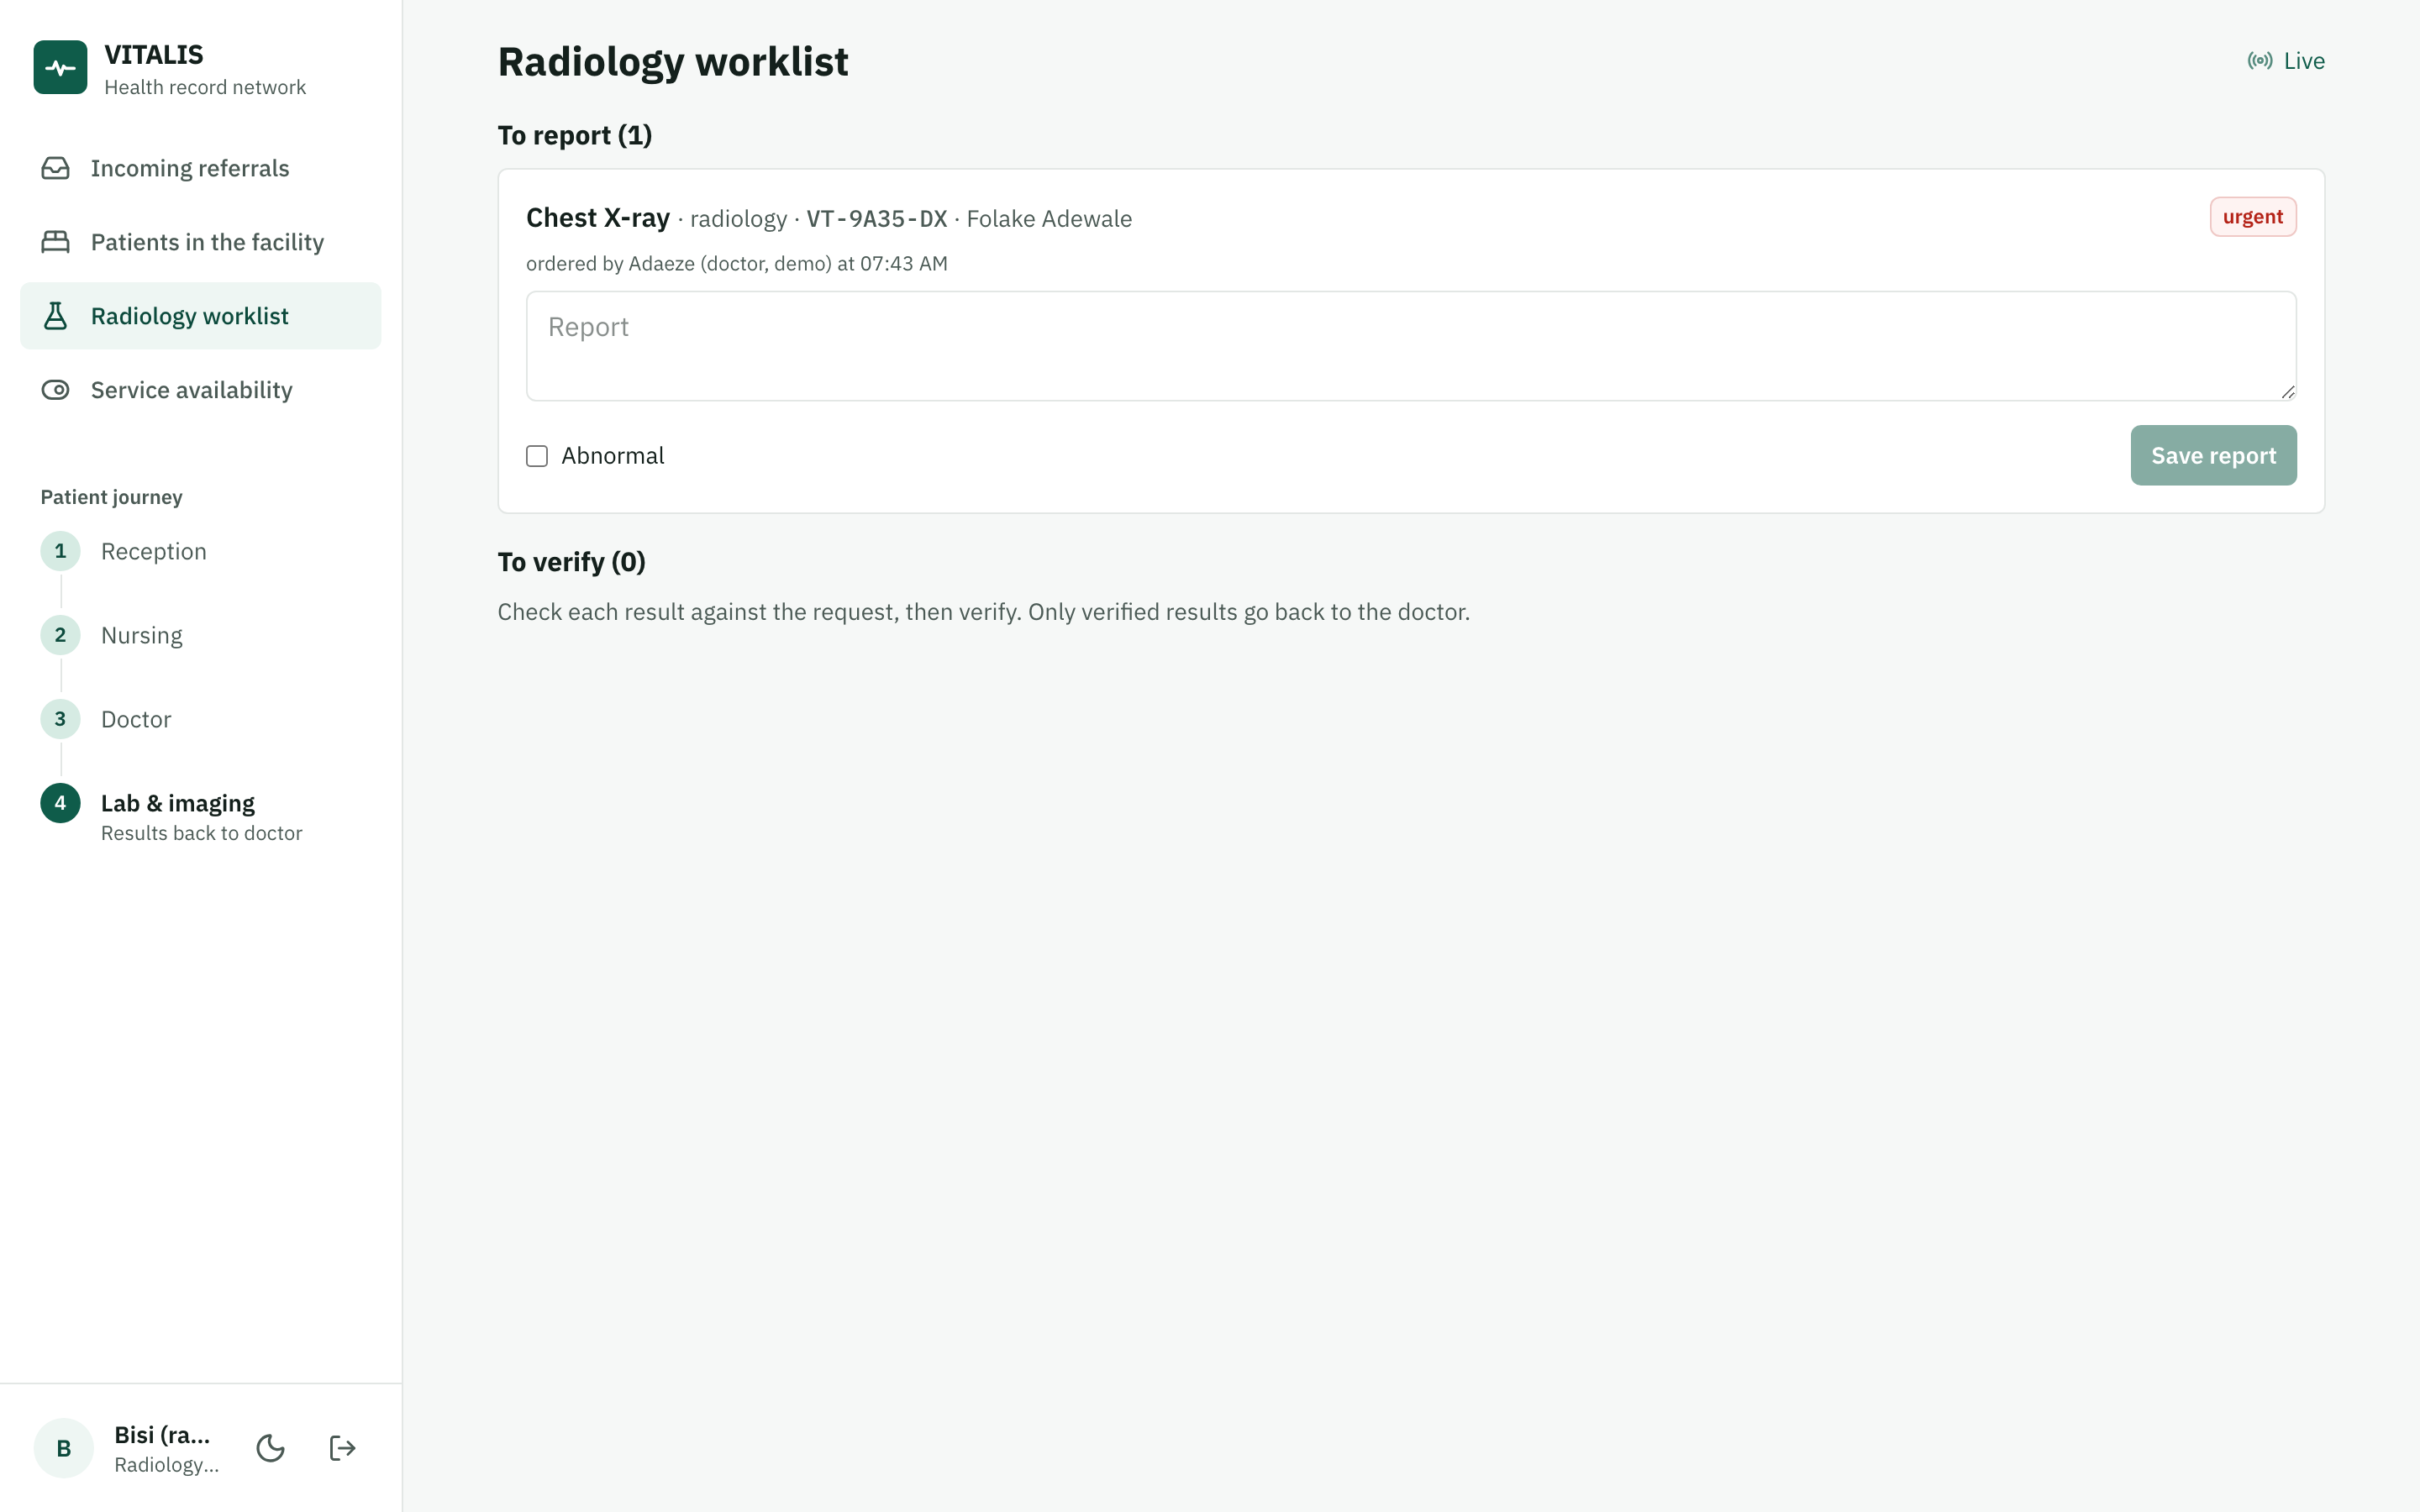 VITALIS
Health record network
Incoming referrals
Patients in the facility
Radiology worklist
Service availability
Patient journey
1 Reception
2 Nursing
3 Doctor
4 Lab & imaging
Results back to doctor
B
Bisi (ra...
Radiology...
Radiology worklist
Live
To report (1)
Chest X-ray · radiology · VT-9A35-DX · Folake Adewale
urgent
ordered by Adaeze (doctor, demo) at 07:43 AM
Report
Abnormal
Save report
To verify (0)
Check each result against the request, then verify. Only verified results go back to the doctor.